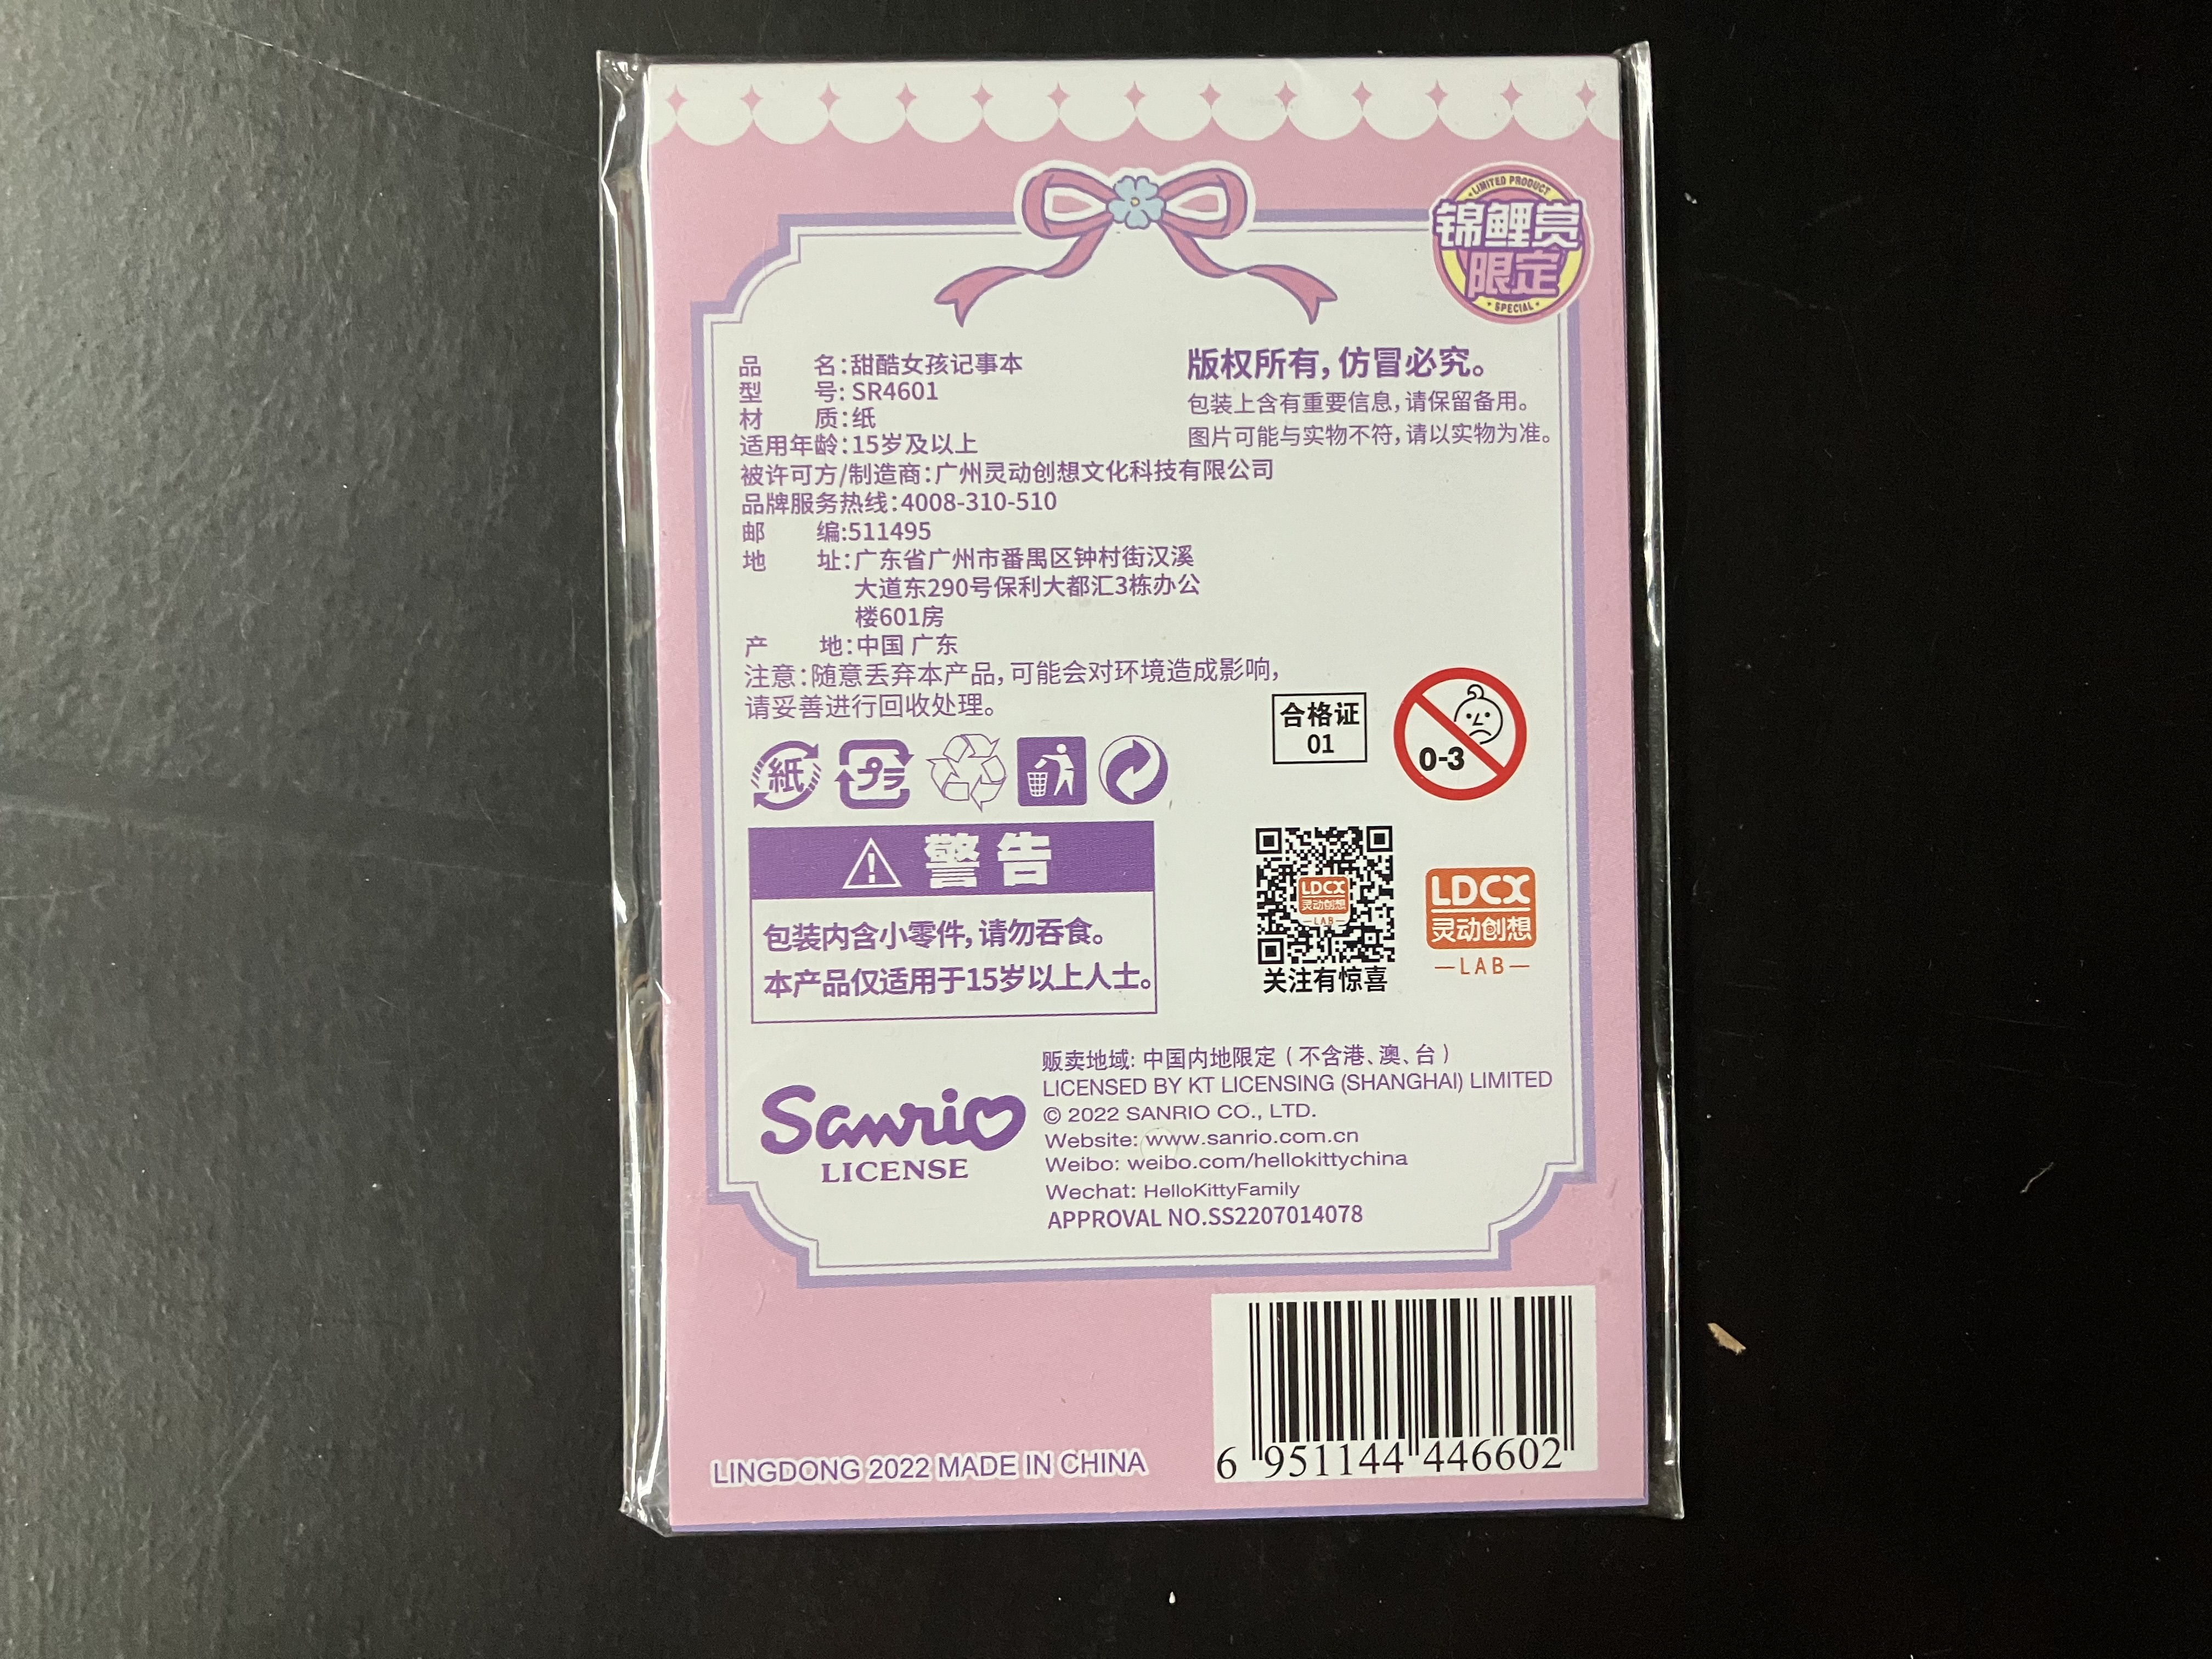 LIMITED PRODUCT
锦鲤赏
限定
SPECIAL
品 名:甜酷女孩记事本
型 号: SR4601
材 质:纸
适用年龄:15岁及以上
版权所有,仿冒必究。
包装上含有重要信息,请保留备用。
图片可能与实物不符,请以实物为准。
被许可方/制造商:广州灵动创想文化科技有限公司
品牌服务热线:4008-310-510
邮 编:511495
地 址:广东省广州市番禺区钟村街汉溪
大道东290号保利大都汇3栋办公
楼601房
产 地:中国 广东
注意:随意丢弃本产品,可能会对环境造成影响,
请妥善进行回收处理。
合格证
01
0-3
紙
プラ
警告
包装内含小零件,请勿吞食。
本产品仅适用于15岁以上人士。
LDCX
灵动创想
LAB
关注有惊喜
LDCX
灵动创想
LAB
Sanrio
LICENSE
贩卖地域: 中国内地限定 ( 不含港、澳、台 )
LICENSED BY KT LICENSING (SHANGHAI) LIMITED
© 2022 SANRIO CO., LTD.
Website: www.sanrio.com.cn
Weibo: weibo.com/hellokittychina
Wechat: HelloKittyFamily
APPROVAL NO.SS2207014078
LINGDONG 2022 MADE IN CHINA
6 951144 446602